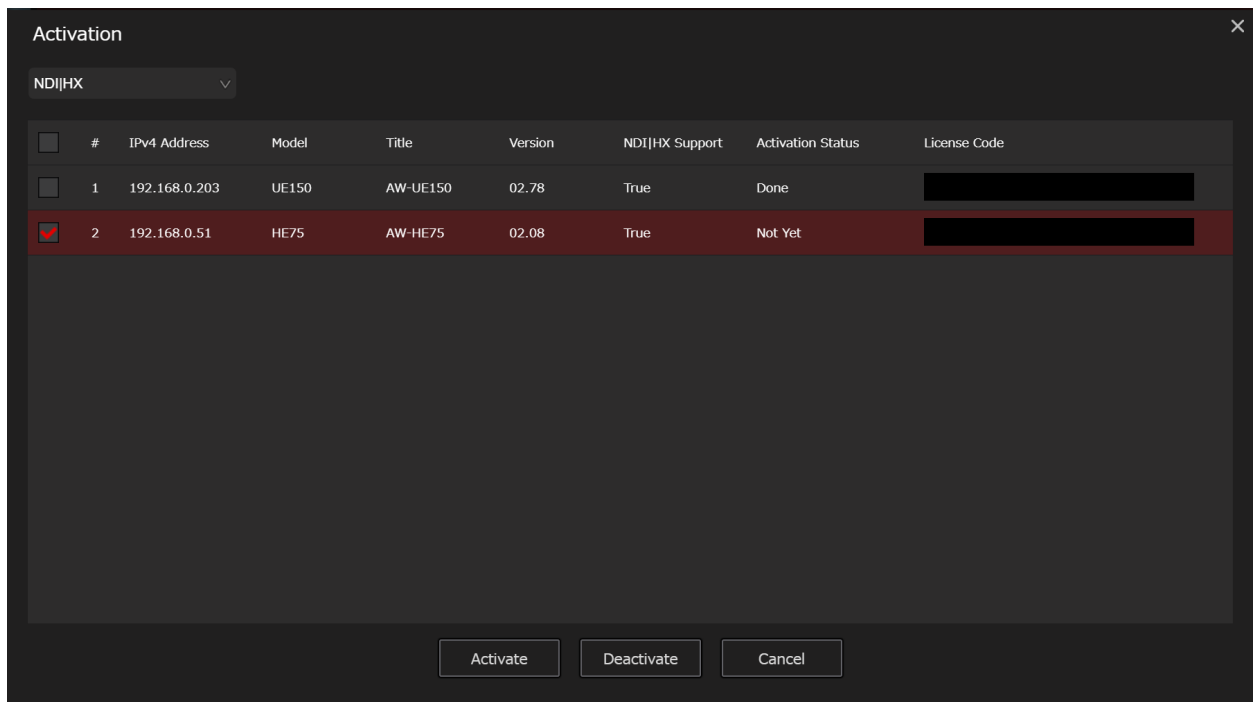 Activation
NDI|HX
# IPv4 Address Model Title Version NDI|HX Support Activation Status License Code
1 192.168.0.203 UE150 AW-UE150 02.78 True Done
2 192.168.0.51 HE75 AW-HE75 02.08 True Not Yet
Activate Deactivate Cancel